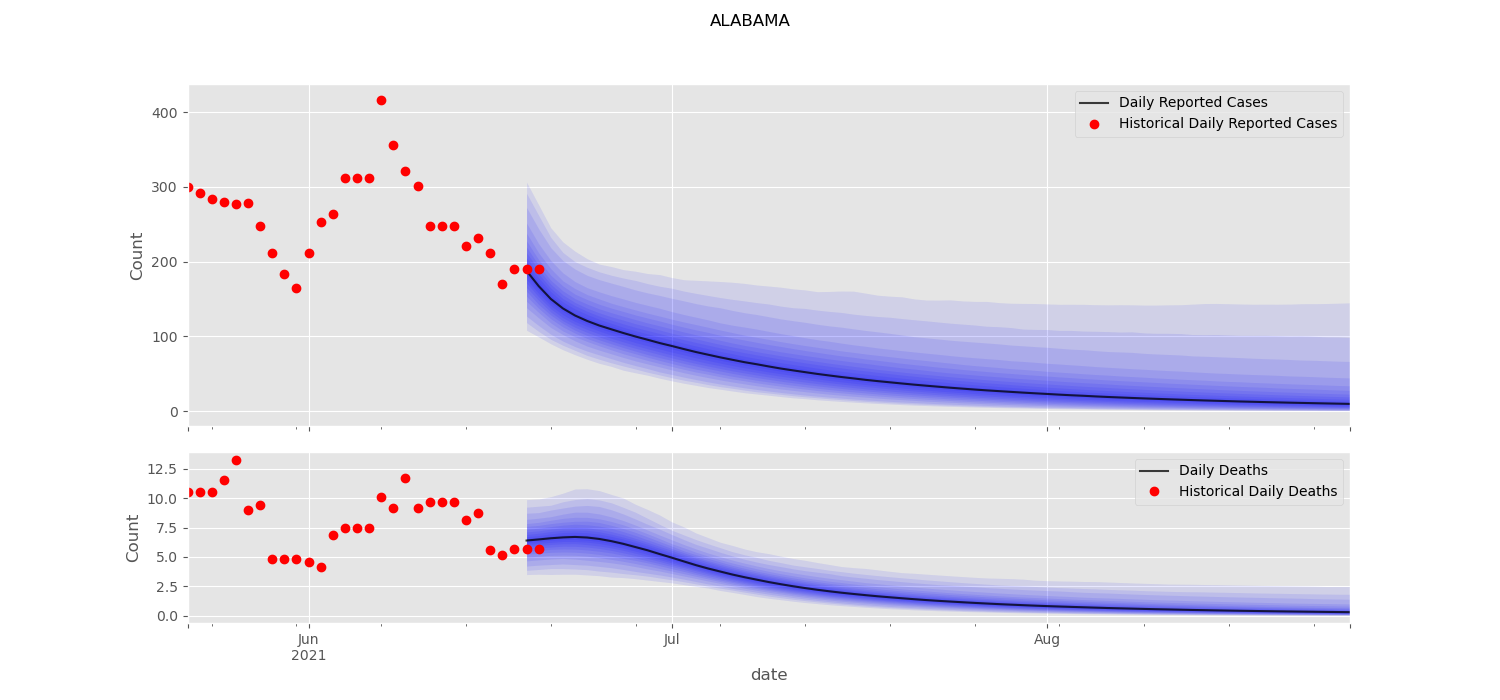 ALABAMA
400
300
200
100
0
Count
Daily Reported Cases
Historical Daily Reported Cases
12.5
10.0
7.5
5.0
2.5
0.0
Count
Daily Deaths
Historical Daily Deaths
Jun
2021
Jul
Aug
date